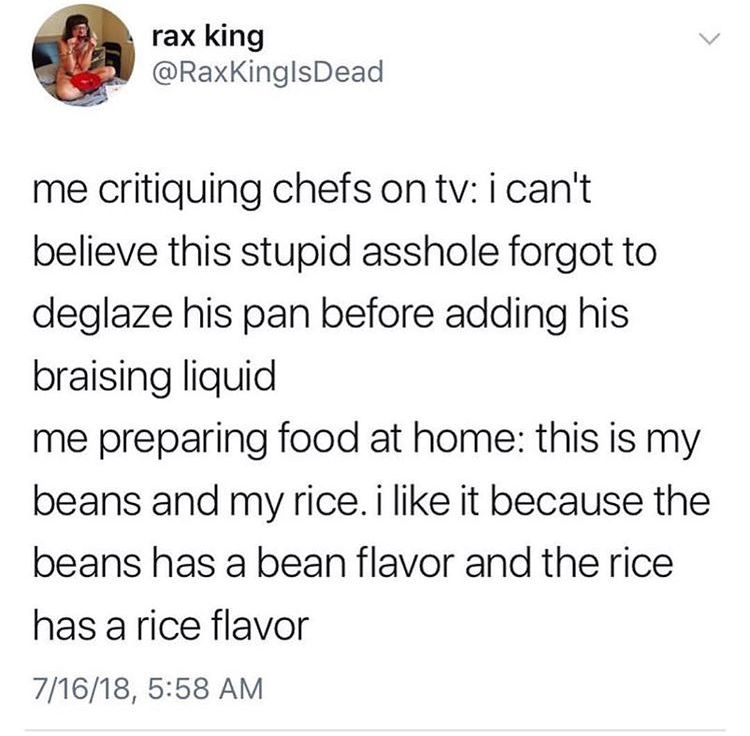 rax king
@RaxKingIsDead
me critiquing chefs on tv: i can't
believe this stupid asshole forgot to
deglaze his pan before adding his
braising liquid
me preparing food at home: this is my
beans and my rice. i like it because the
beans has a bean flavor and the rice
has a rice flavor
7/16/18, 5:58 AM